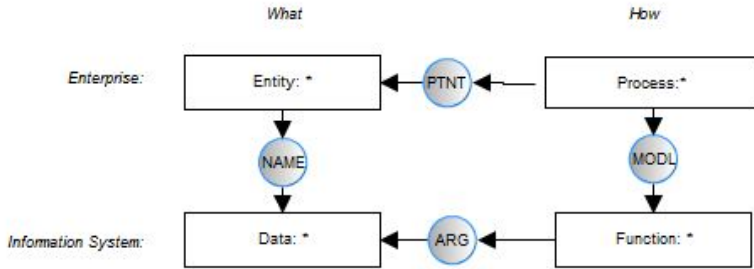 What How
Enterprise: Entity: * PTNT Process:*
NAME MODL
Information System: Data: * ARG Function: *